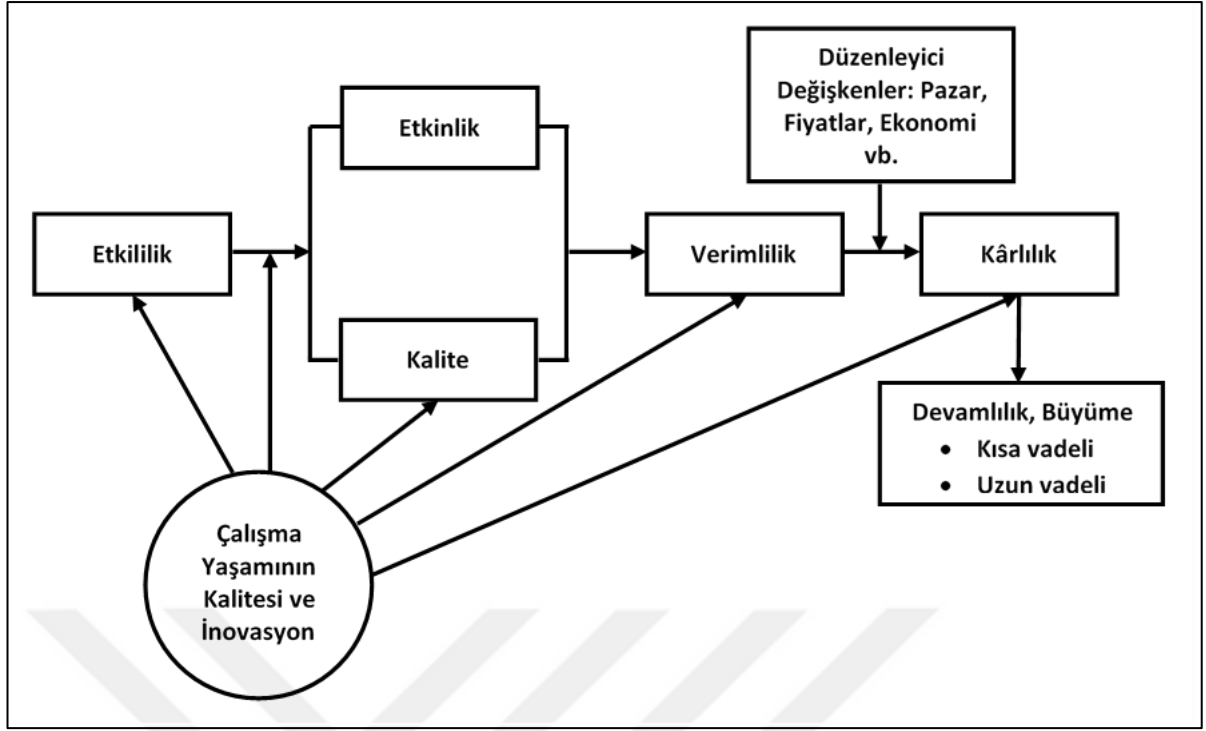 Düzenleyici
Değişkenler: Pazar,
Fiyatlar, Ekonomi
vb.
Etkinlik
Etkililik
Verimlilik
Kârlılık
Kalite
Devamlılık, Büyüme
• Kısa vadeli
• Uzun vadeli
Çalışma
Yaşamının
Kalitesi ve
İnovasyon